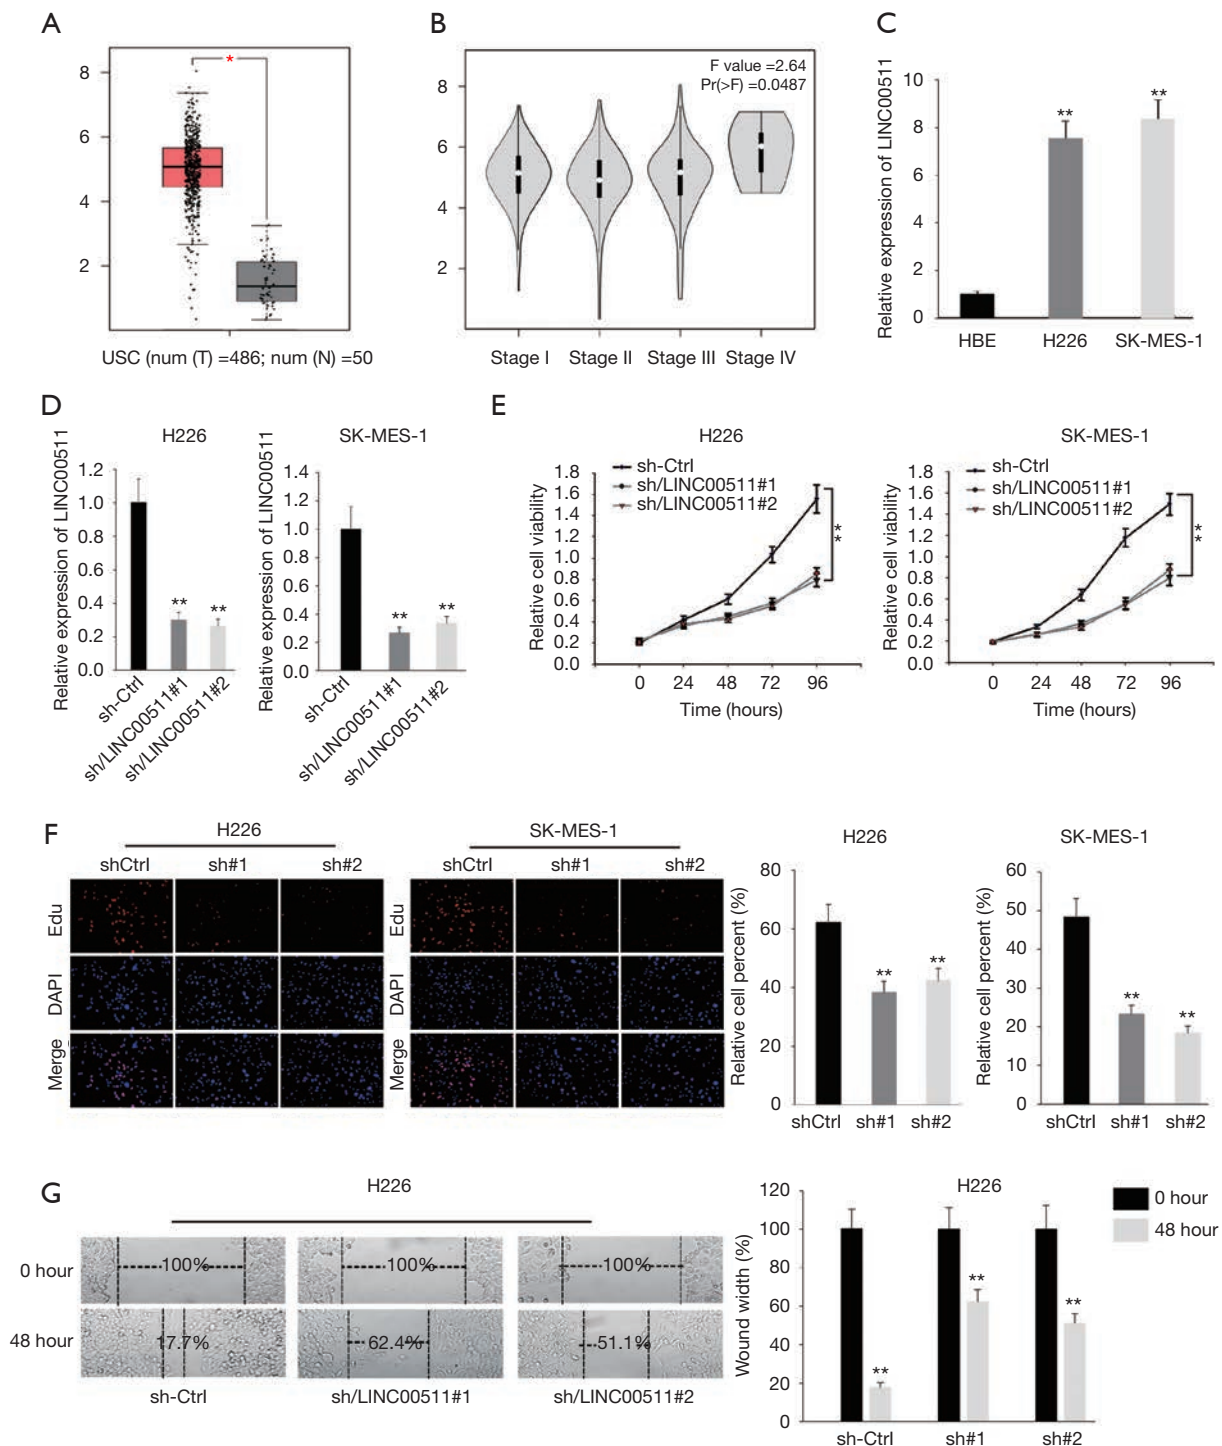 A
8
6
4
2
*
USC (num (T) =486; num (N) =50
B
F value =2.64
Pr(>F) =0.0487
8
6
4
2
Stage I Stage II Stage III Stage IV
C
Relative expression of LINC00511
10
8
6
4
2
0
**
**
HBE H226 SK-MES-1
D
H226
Relative expression of LINC00511
1.2
1.0
0.8
0.6
0.4
0.2
0.0
**
**
sh-Ctrl
sh/LINC00511#1
sh/LINC00511#2
SK-MES-1
Relative expression of LINC00511
1.4
1.2
1.0
0.8
0.6
0.4
0.2
0.0
**
**
sh-Ctrl
sh/LINC00511#1
sh/LINC00511#2
E
H226
Relative cell viability
1.8
1.6
1.4
1.2
1.0
0.8
0.6
0.4
0.2
0.0
sh-Ctrl
sh/LINC00511#1
sh/LINC00511#2
**
0 24 48 72 96
Time (hours)
SK-MES-1
Relative cell viability
1.8
1.6
1.4
1.2
1.0
0.8
0.6
0.4
0.2
0.0
sh-Ctrl
sh/LINC00511#1
sh/LINC00511#2
**
0 24 48 72 96
Time (hours)
F
H226
shCtrl sh#1 sh#2
Edu
DAPI
Merge
SK-MES-1
shCtrl sh#1 sh#2
Edu
DAPI
Merge
H226
Relative cell percent (%)
80
60
40
20
0
**
**
shCtrl sh#1 sh#2
SK-MES-1
Relative cell percent (%)
60
50
40
30
20
10
0
**
**
shCtrl sh#1 sh#2
G
H226
0 hour
100%
100%
100%
48 hour
17.7%
62.4%
51.1%
sh-Ctrl sh/LINC00511#1 sh/LINC00511#2
H226
Wound width (%)
120
100
80
60
40
20
0
**
**
**
sh-Ctrl sh#1 sh#2
0 hour
48 hour